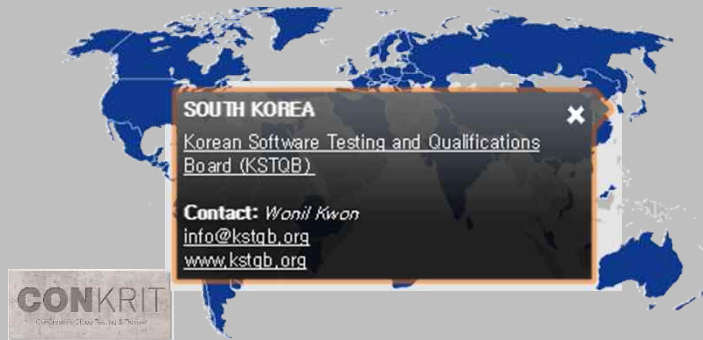 SOUTH KOREA
Korean Software Testing and Qualifications
Board (KSTQB)
Contact: Wonil Kwon
info@kstqb.org
www.kstqb.org
CONKRIT